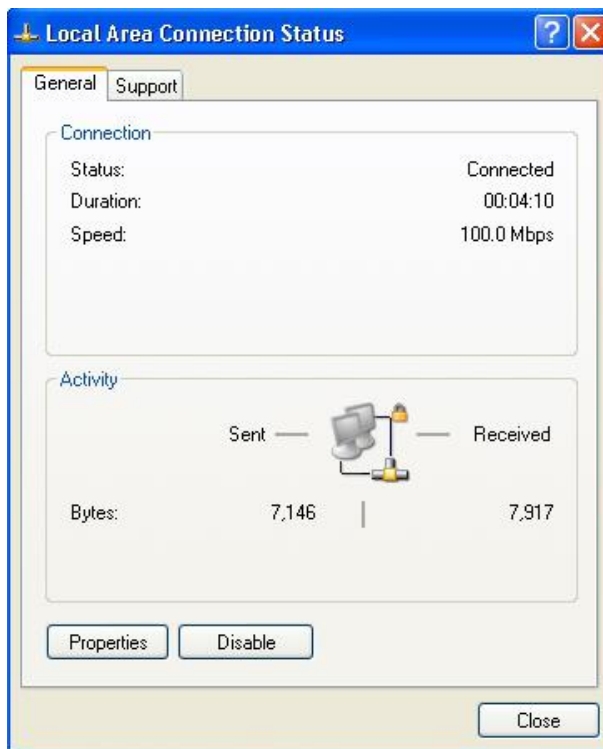 Local Area Connection Status
General Support
Connection
Status: Connected
Duration: 00:04:10
Speed: 100.0 Mbps
Activity
Sent Received
Bytes: 7,146 7,917
Properties Disable
Close